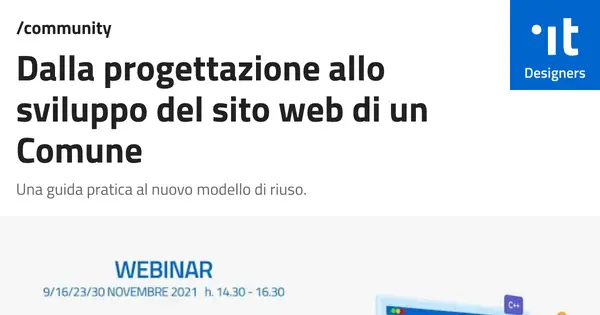 /community
Dalla progettazione allo
sviluppo del sito web di un
Comune
Una guida pratica al nuovo modello di riuso.
it
Designers
WEBINAR
9/16/23/30 NOVEMBRE 2021 h. 14.30 - 16.30
C++